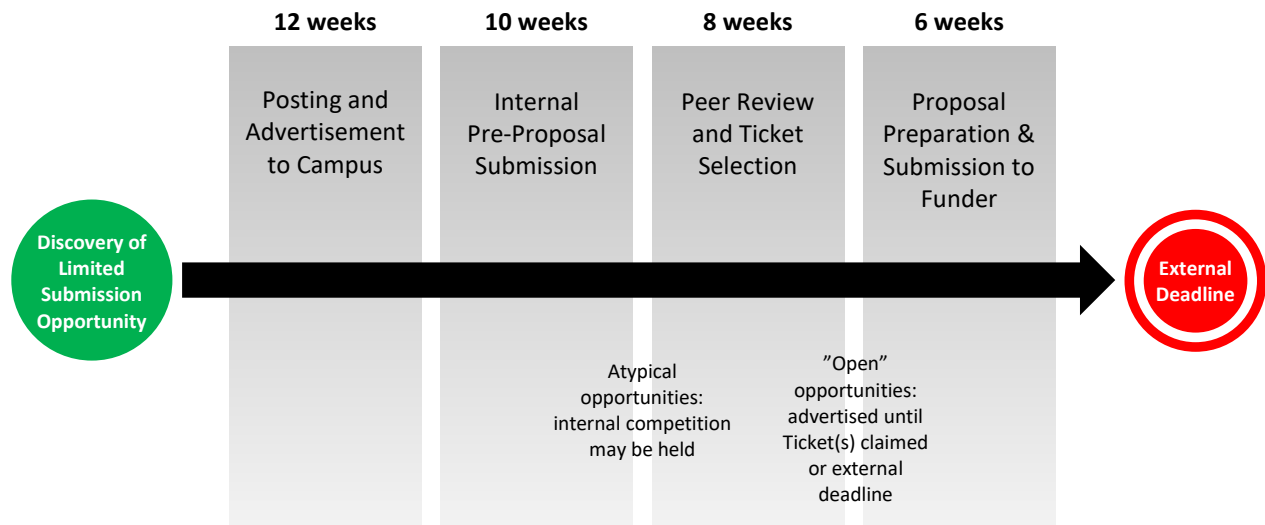 12 weeks
10 weeks
8 weeks
6 weeks
Posting and
Advertisement
to Campus
Internal
Pre-Proposal
Submission
Peer Review
and Ticket
Selection
Proposal
Preparation &
Submission to
Funder
Discovery of
Limited
Submission
Opportunity
External
Deadline
Atypical
opportunities:
internal competition
may be held
”Open”
opportunities:
advertised until
Ticket(s) claimed
or external
deadline